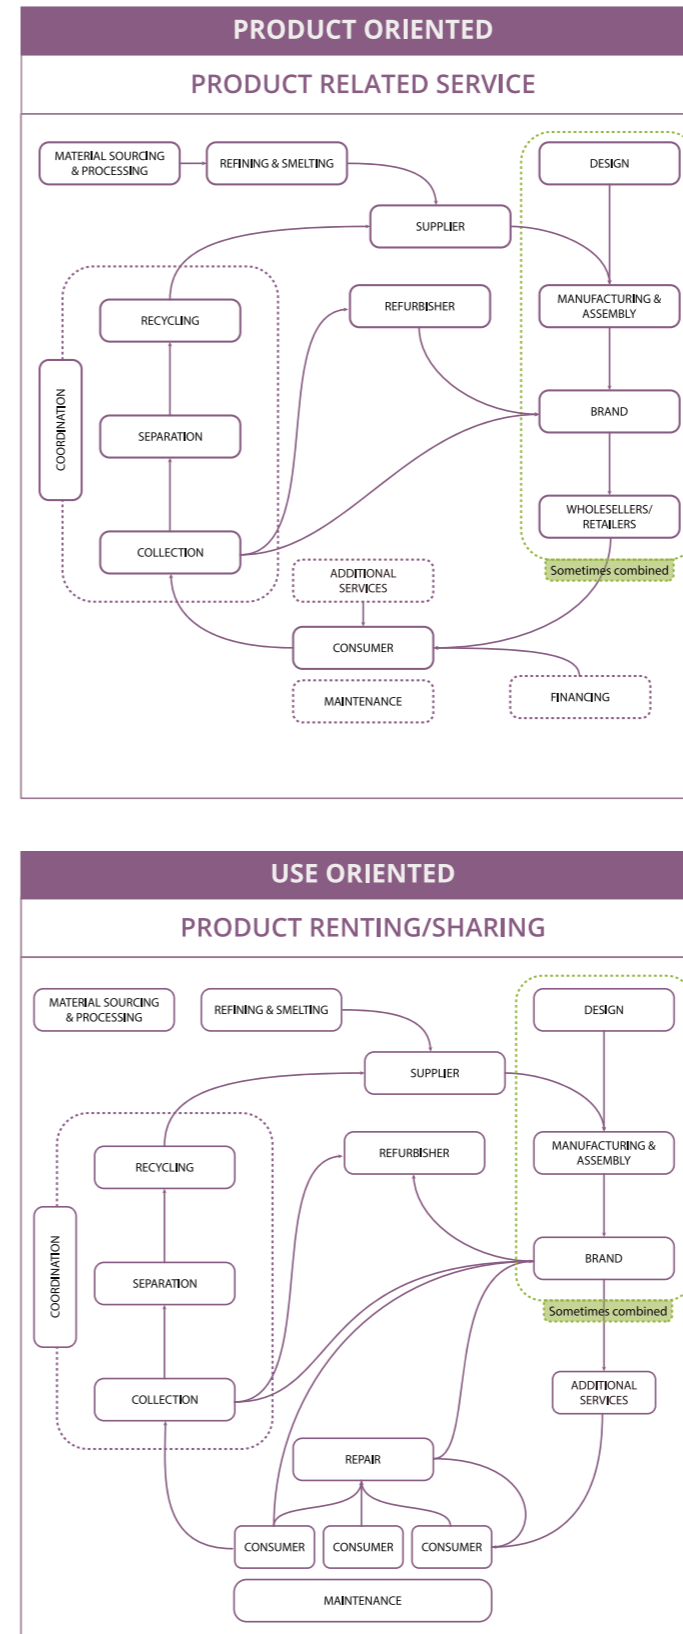 PRODUCT ORIENTED
PRODUCT RELATED SERVICE
MATERIAL SOURCING
& PROCESSING
REFINING & SMELTING
DESIGN
SUPPLIER
RECYCLING
REFURBISHER
MANUFACTURING &
ASSEMBLY
COORDINATION
SEPARATION
BRAND
WHOLESELLERS/
RETAILERS
COLLECTION
ADDITIONAL
SERVICES
Sometimes combined
CONSUMER
MAINTENANCE
FINANCING
USE ORIENTED
PRODUCT RENTING/SHARING
MATERIAL SOURCING
& PROCESSING
REFINING & SMELTING
DESIGN
SUPPLIER
RECYCLING
REFURBISHER
MANUFACTURING &
ASSEMBLY
COORDINATION
SEPARATION
BRAND
Sometimes combined
COLLECTION
ADDITIONAL
SERVICES
REPAIR
CONSUMER
CONSUMER
CONSUMER
MAINTENANCE